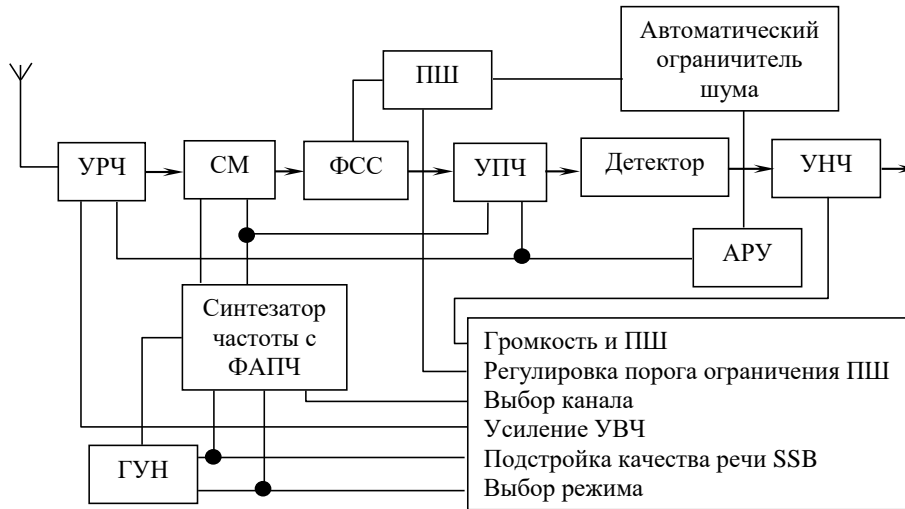 Автоматический
ограничитель
шума
ПШ
УРЧ
СМ
ФСС
УПЧ
Детектор
УНЧ
АРУ
Синтезатор
частоты с
ФАПЧ
ГУН
Громкость и ПШ
Регулировка порога ограничения ПШ
Выбор канала
Усиление УВЧ
Подстройка качества речи SSB
Выбор режима